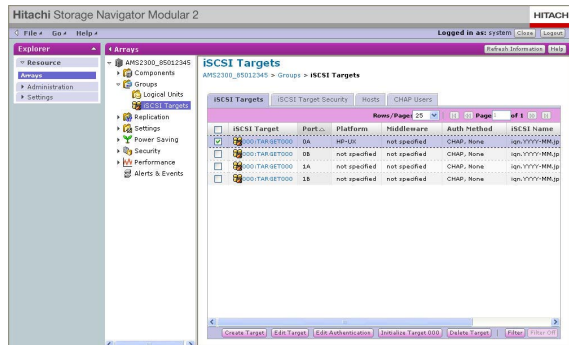 Hitachi Storage Navigator Modular 2
HITACHI
File Go Help
Logged in as: system Close Logout
Explorer
Arrays
Refresh Information Help
Resource
Arrays
Administration
Settings
AMS2300_85012345
Components
Groups
Logical Units
iSCSI Targets
Replication
Settings
Power Saving
Security
Performance
Alerts & Events
iSCSI Targets
AMS2300_85012345 > Groups > iSCSI Targets
iSCSI Targets iSCSI Target Security Hosts CHAP Users
Rows/Page: 25 Page 1 of 1
iSCSI Target Port Platform Middleware Auth Method iSCSI Name
000:TARGET000 0A HP-UX not specified CHAP, None iqn.YYYY-MM.jp
000:TARGET000 0B not specified not specified CHAP, None iqn.YYYY-MM.jp
000:TARGET000 1A not specified not specified CHAP, None iqn.YYYY-MM.jp
000:TARGET000 1B not specified not specified CHAP, None iqn.YYYY-MM.jp
Create Target Edit Target Edit Authentication Initialize Target 000 Delete Target | Filter Filter Off